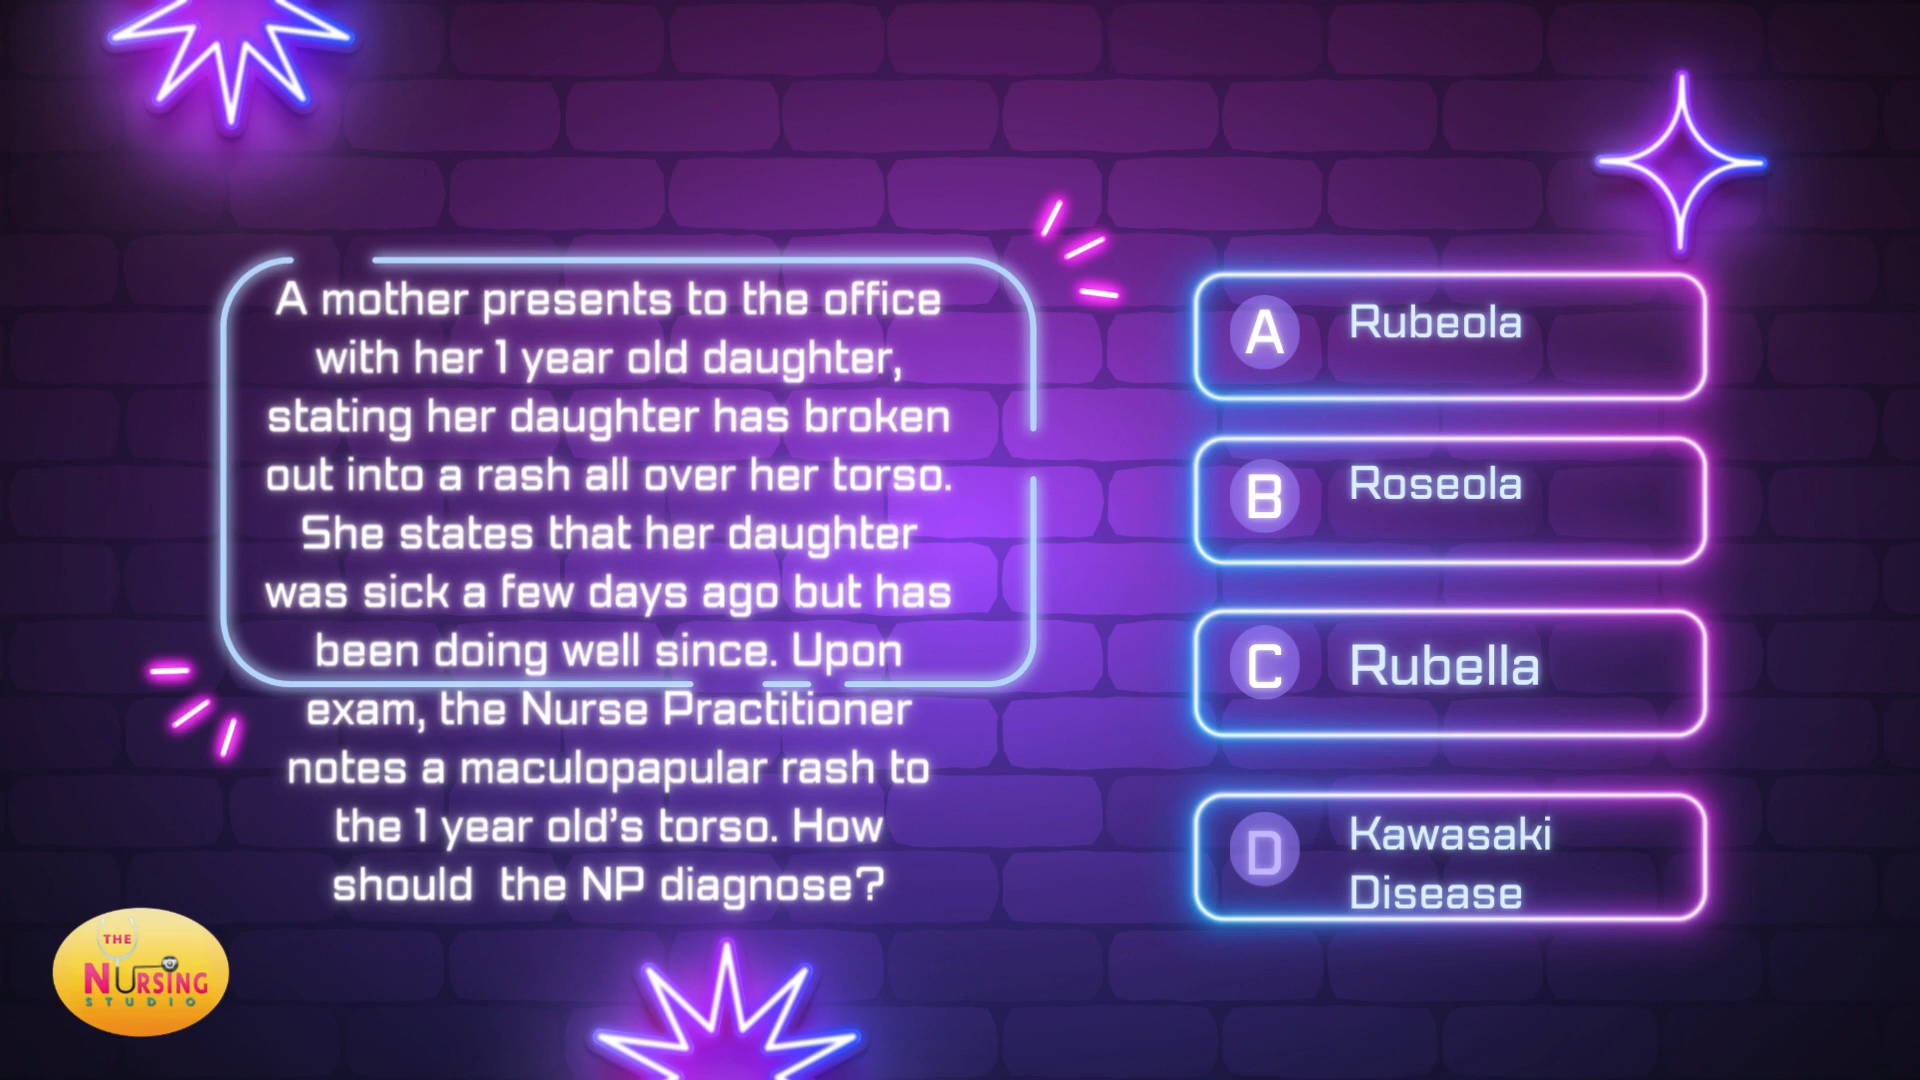 A mother presents to the office
with her 1 year old daughter,
stating her daughter has broken
out into a rash all over her torso.
She states that her daughter
was sick a few days ago but has
been doing well since. Upon
exam, the Nurse Practitioner
notes a maculopapular rash to
the 1 year old's torso. How
should  the NP diagnose?
A Rubeola
B Roseola
C Rubella
D Kawasaki
Disease
THE
NURSING
STUDIO